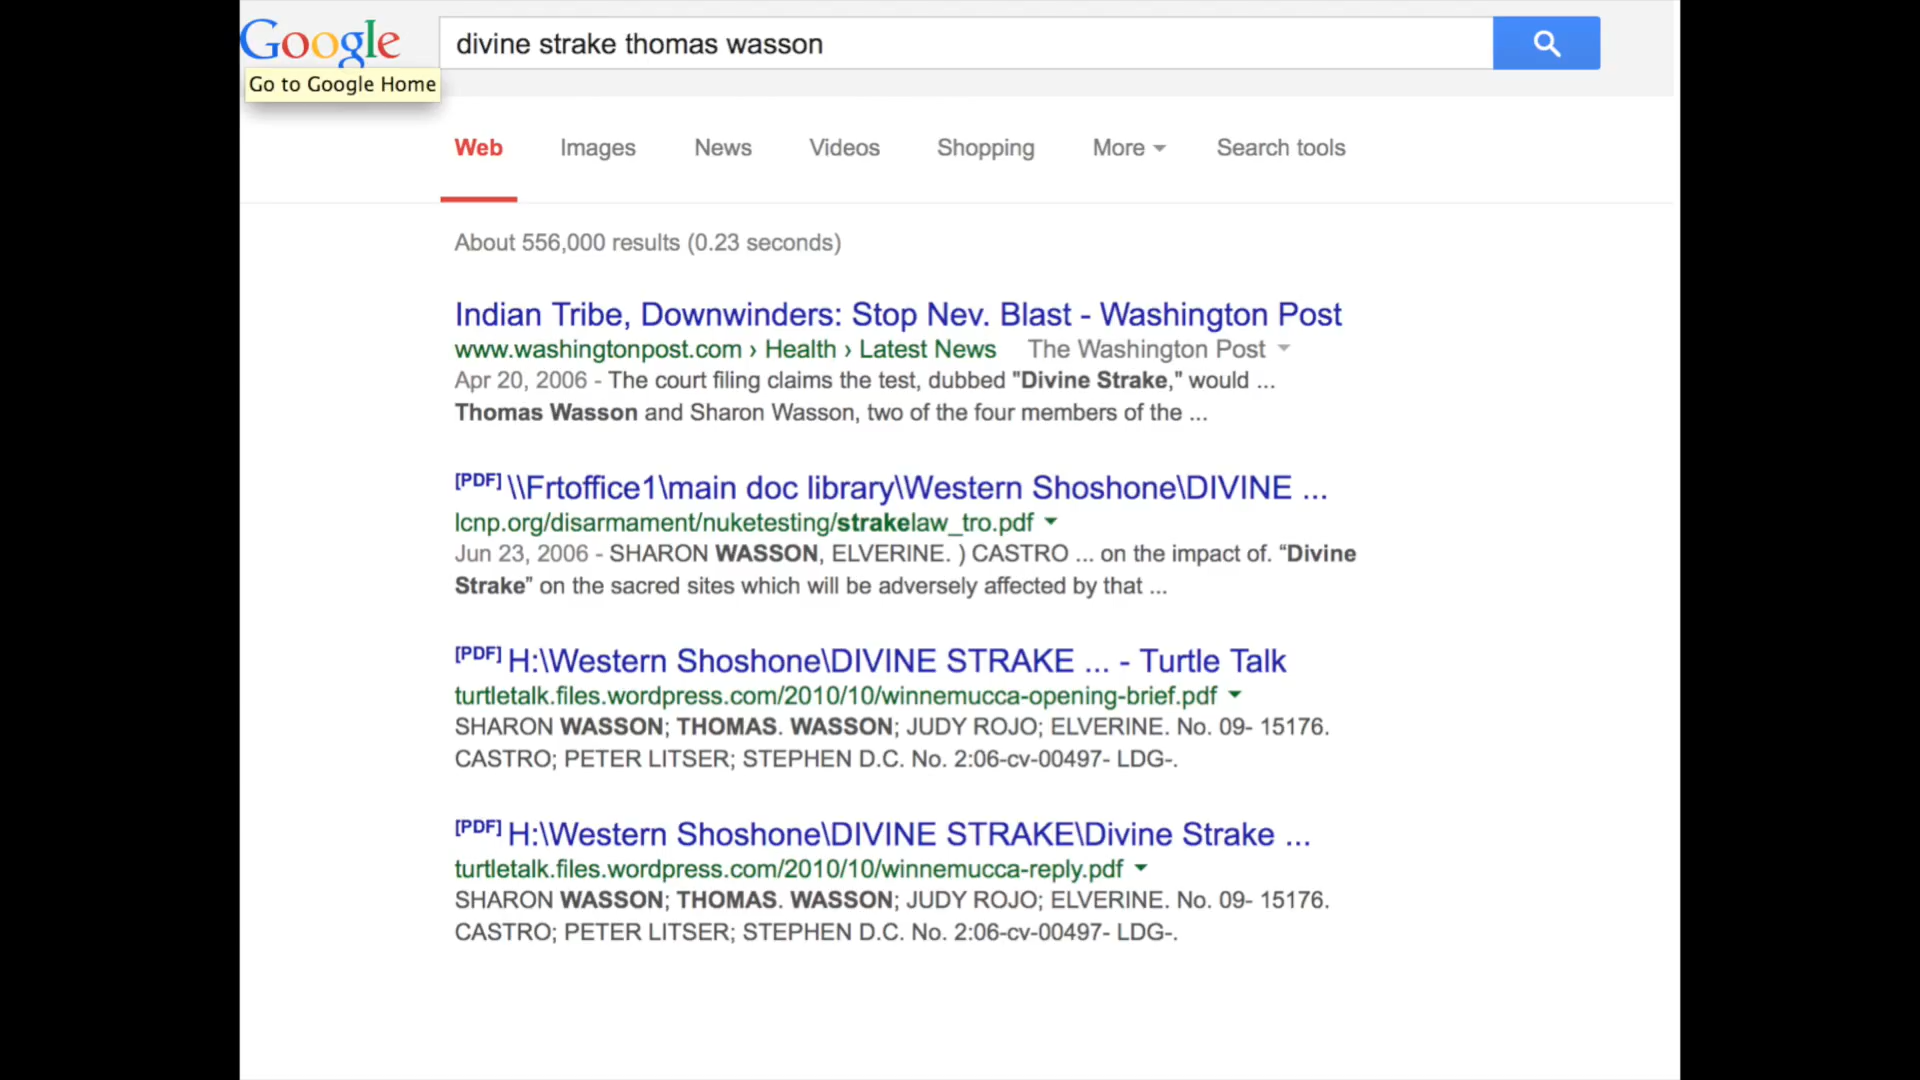 Google
divine strake thomas wasson
Go to Google Home
Web Images News Videos Shopping More Search tools
About 556,000 results (0.23 seconds)
Indian Tribe, Downwinders: Stop Nev. Blast - Washington Post
www.washingtonpost.com › Health › Latest News The Washington Post
Apr 20, 2006 - The court filing claims the test, dubbed "Divine Strake," would ...
Thomas Wasson and Sharon Wasson, two of the four members of the ...
[PDF] \\Frtoffice1\main doc library\Western Shoshone\DIVINE ...
lcnp.org/disarmament/nuketesting/strakelaw_tro.pdf
Jun 23, 2006 - SHARON WASSON, ELVERINE. ) CASTRO ... on the impact of. “Divine
Strake” on the sacred sites which will be adversely affected by that ...
[PDF] H:\Western Shoshone\DIVINE STRAKE ... - Turtle Talk
turtletalk.files.wordpress.com/2010/10/winnemucca-opening-brief.pdf
SHARON WASSON; THOMAS. WASSON; JUDY ROJO; ELVERINE. No. 09- 15176.
CASTRO; PETER LITSER; STEPHEN D.C. No. 2:06-cv-00497- LDG-.
[PDF] H:\Western Shoshone\DIVINE STRAKE\Divine Strake ...
turtletalk.files.wordpress.com/2010/10/winnemucca-reply.pdf
SHARON WASSON; THOMAS. WASSON; JUDY ROJO; ELVERINE. No. 09- 15176.
CASTRO; PETER LITSER; STEPHEN D.C. No. 2:06-cv-00497- LDG-.